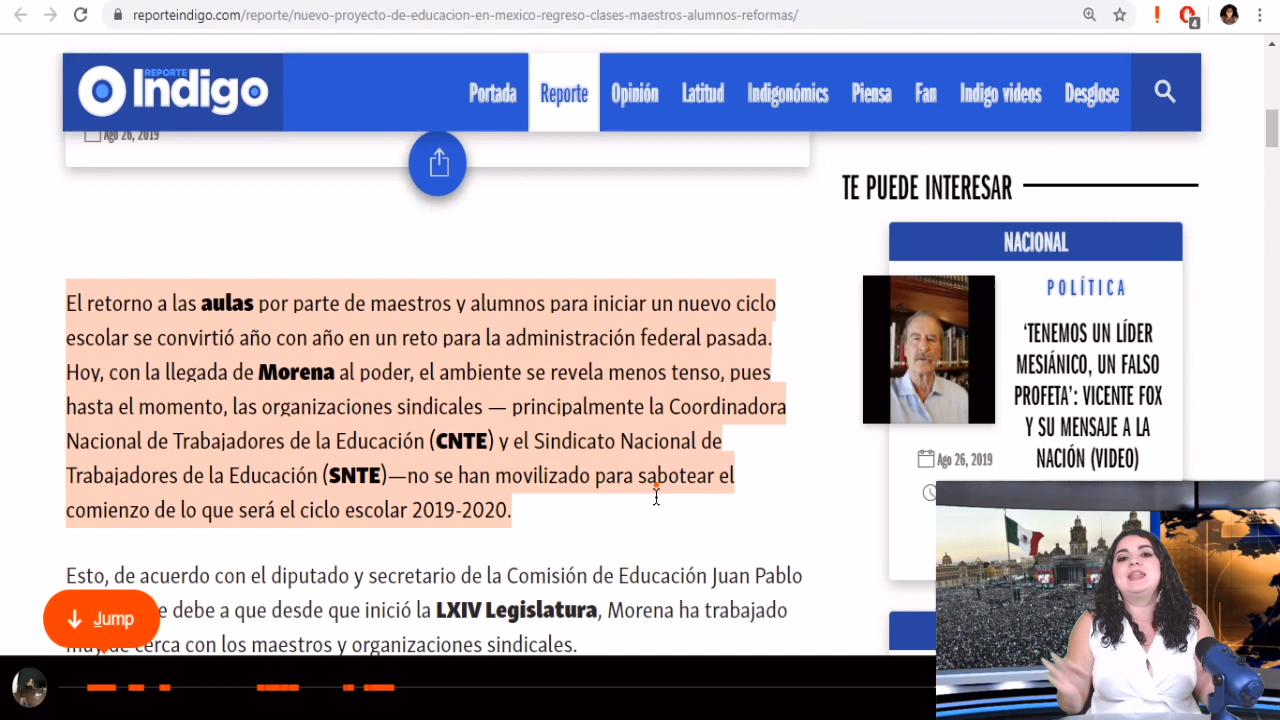 reporteindigo.com/reporte/nuevo-proyecto-de-educacion-en-mexico-regreso-clases-maestros-alumnos-reformas/
4
REPORTE
Indigo
Portada
Reporte
Opinión
Latitud
Indigonómics
Piensa
Fan
Indigo videos
Desglose
Ago 26, 2019
TE PUEDE INTERESAR
NACIONAL
POLÍTICA
‘TENEMOS UN LÍDER
MESIÁNICO, UN FALSO
PROFETA’: VICENTE FOX
Y SU MENSAJE A LA
NACIÓN (VIDEO)
Ago 26, 2019
El retorno a las aulas por parte de maestros y alumnos para iniciar un nuevo ciclo
escolar se convirtió año con año en un reto para la administración federal pasada.
Hoy, con la llegada de Morena al poder, el ambiente se revela menos tenso, pues
hasta el momento, las organizaciones sindicales — principalmente la Coordinadora
Nacional de Trabajadores de la Educación (CNTE) y el Sindicato Nacional de
Trabajadores de la Educación (SNTE)—no se han movilizado para sabotear el
comienzo de lo que será el ciclo escolar 2019-2020.
Esto, de acuerdo con el diputado y secretario de la Comisión de Educación Juan Pablo
debe a que desde que inició la LXIV Legislatura, Morena ha trabajado
muy de cerca con los maestros y organizaciones sindicales.
Jump